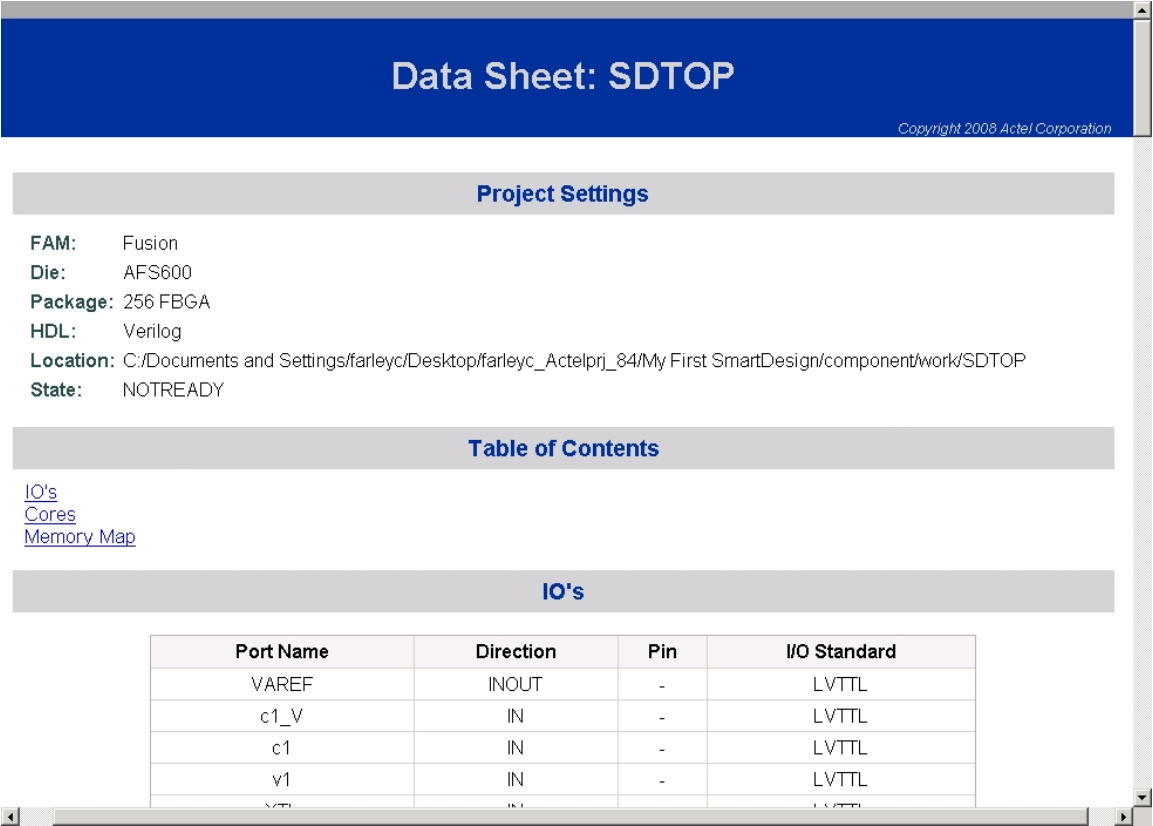 Data Sheet: SDTOP
Copyright 2008 Actel Corporation
Project Settings
FAM: Fusion
Die: AFS600
Package: 256 FBGA
HDL: Verilog
Location: C:/Documents and Settings/farleyc/Desktop/farleyc_Actelprj_84/My First SmartDesign/component/work/SDTOP
State: NOTREADY
Table of Contents
IO's
Cores
Memory Map
IO's
Port Name Direction Pin I/O Standard
VAREF INOUT - LVTTL
c1_V IN - LVTTL
c1 IN - LVTTL
v1 IN - LVTTL